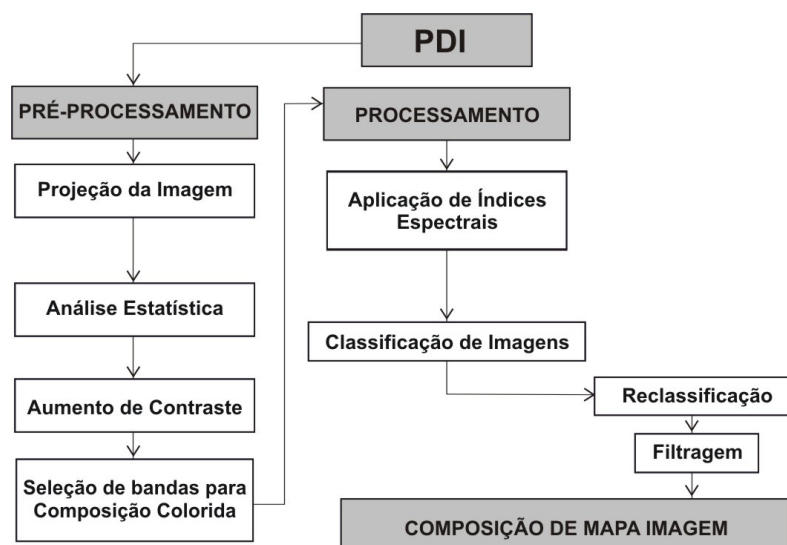 PDI
PRÉ-PROCESSAMENTO
Projeção da Imagem
Análise Estatística
Aumento de Contraste
Seleção de bandas para
Composição Colorida
PROCESSAMENTO
Aplicação de Índices
Espectrais
Classificação de Imagens
Reclassificação
Filtragem
COMPOSIÇÃO DE MAPA IMAGEM